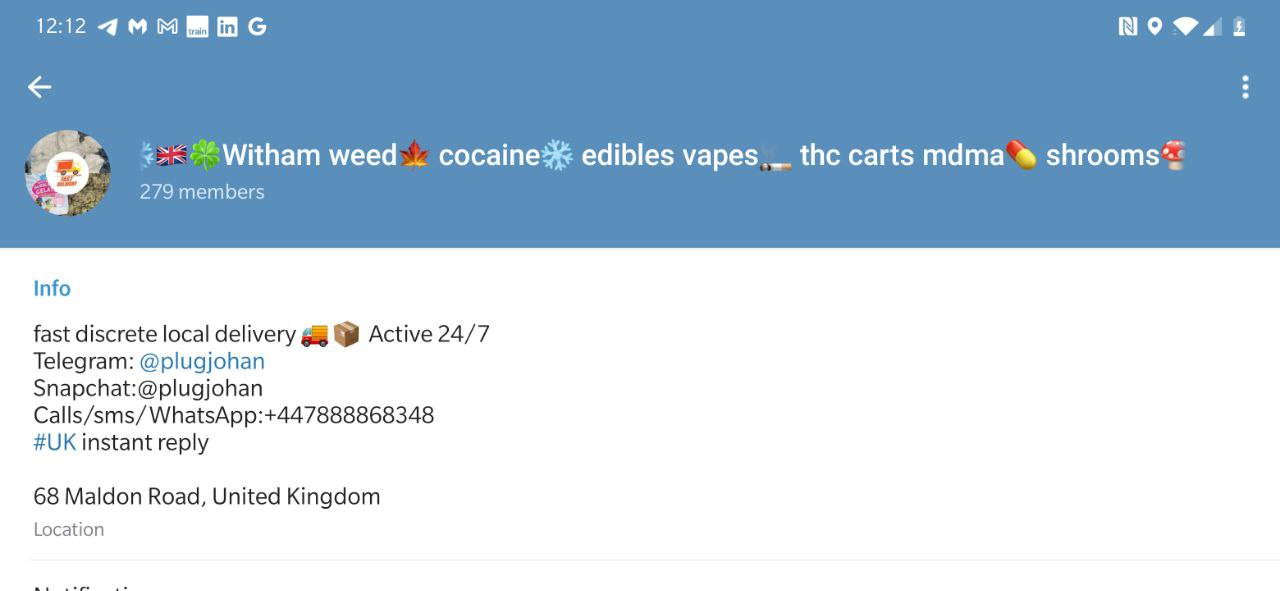 12:12
train
Witham weed cocaine edibles vapes thc carts mdma shrooms
279 members
Info
fast discrete local delivery Active 24/7
Telegram: @plugjohan
Snapchat:@plugjohan
Calls/sms/WhatsApp:+447888868348
#UK instant reply
68 Maldon Road, United Kingdom
Location